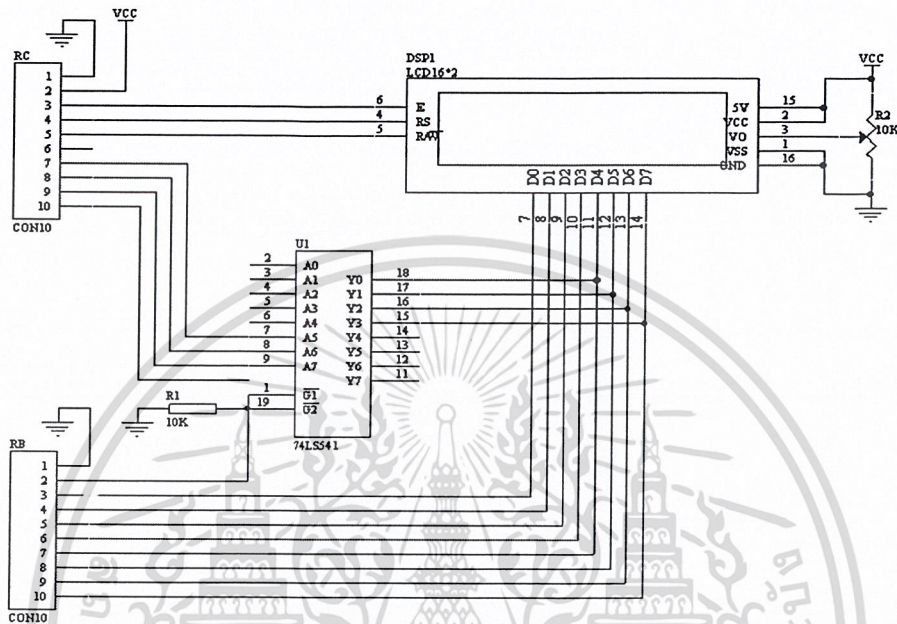 VCC
RC
1
2
3
4
5
6
7
8
9
10
CON10
DSP1
LCD16*2
6 E
4 RS
5 R/W
5V 15
VCC 2
VO 3
VSS 1
GND 16
VCC
R2
10K
D0 D1 D2 D3 D4 D5 D6 D7
7 8 9 10 11 12 13 14
U1
2 A0
3 A1
4 A2
5 A3
6 A4
7 A5
8 A6
9 A7
1 G1
19 G2
Y0 18
Y1 17
Y2 16
Y3 15
Y4 14
Y5 13
Y6 12
Y7 11
74LS541
R1
10K
RB
1
2
3
4
5
6
7
8
9
10
CON10